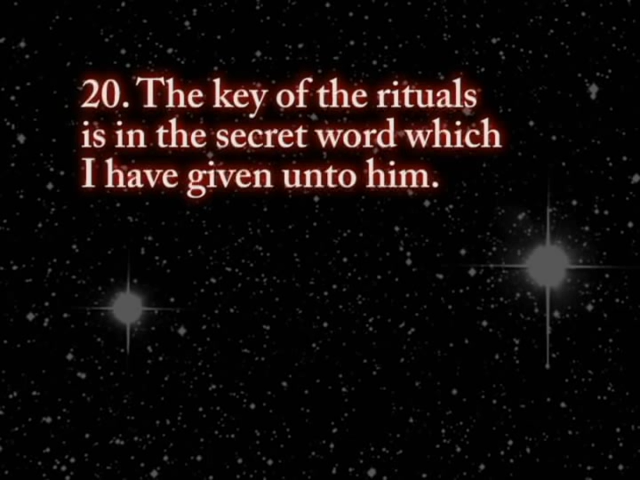 20. The key of the rituals
is in the secret word which
I have given unto him.